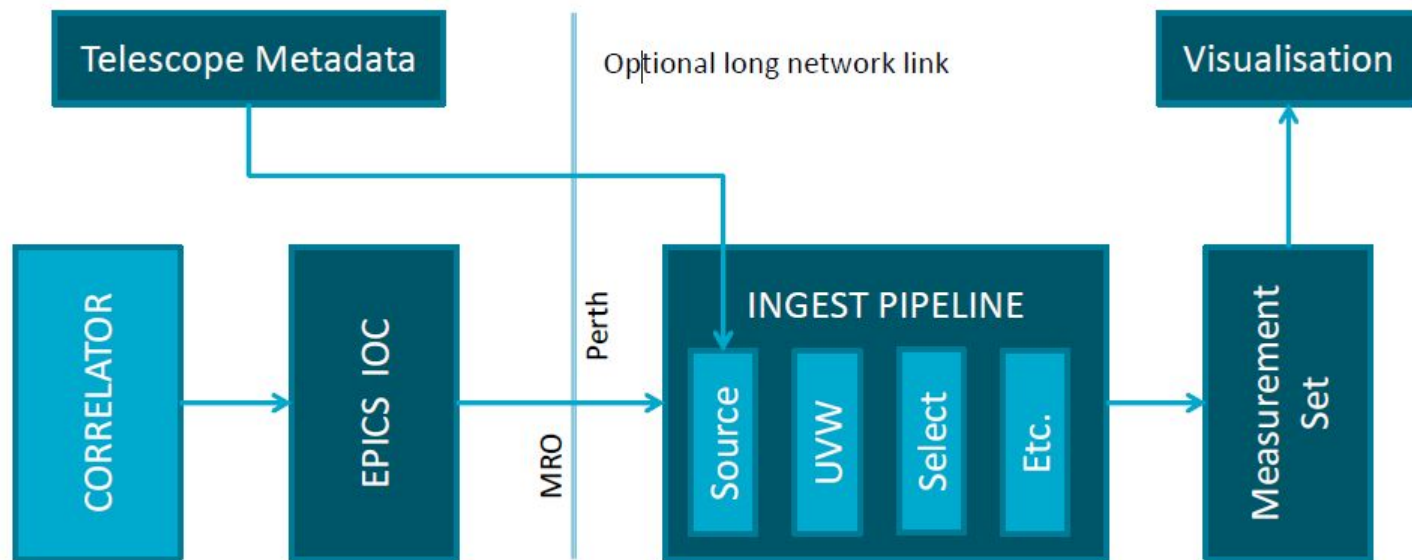 Telescope Metadata
Optional long network link
Visualisation
CORRELATOR
EPICS IOC
MRO
Perth
INGEST PIPELINE
Source
UVW
Select
Etc.
Measurement
Set